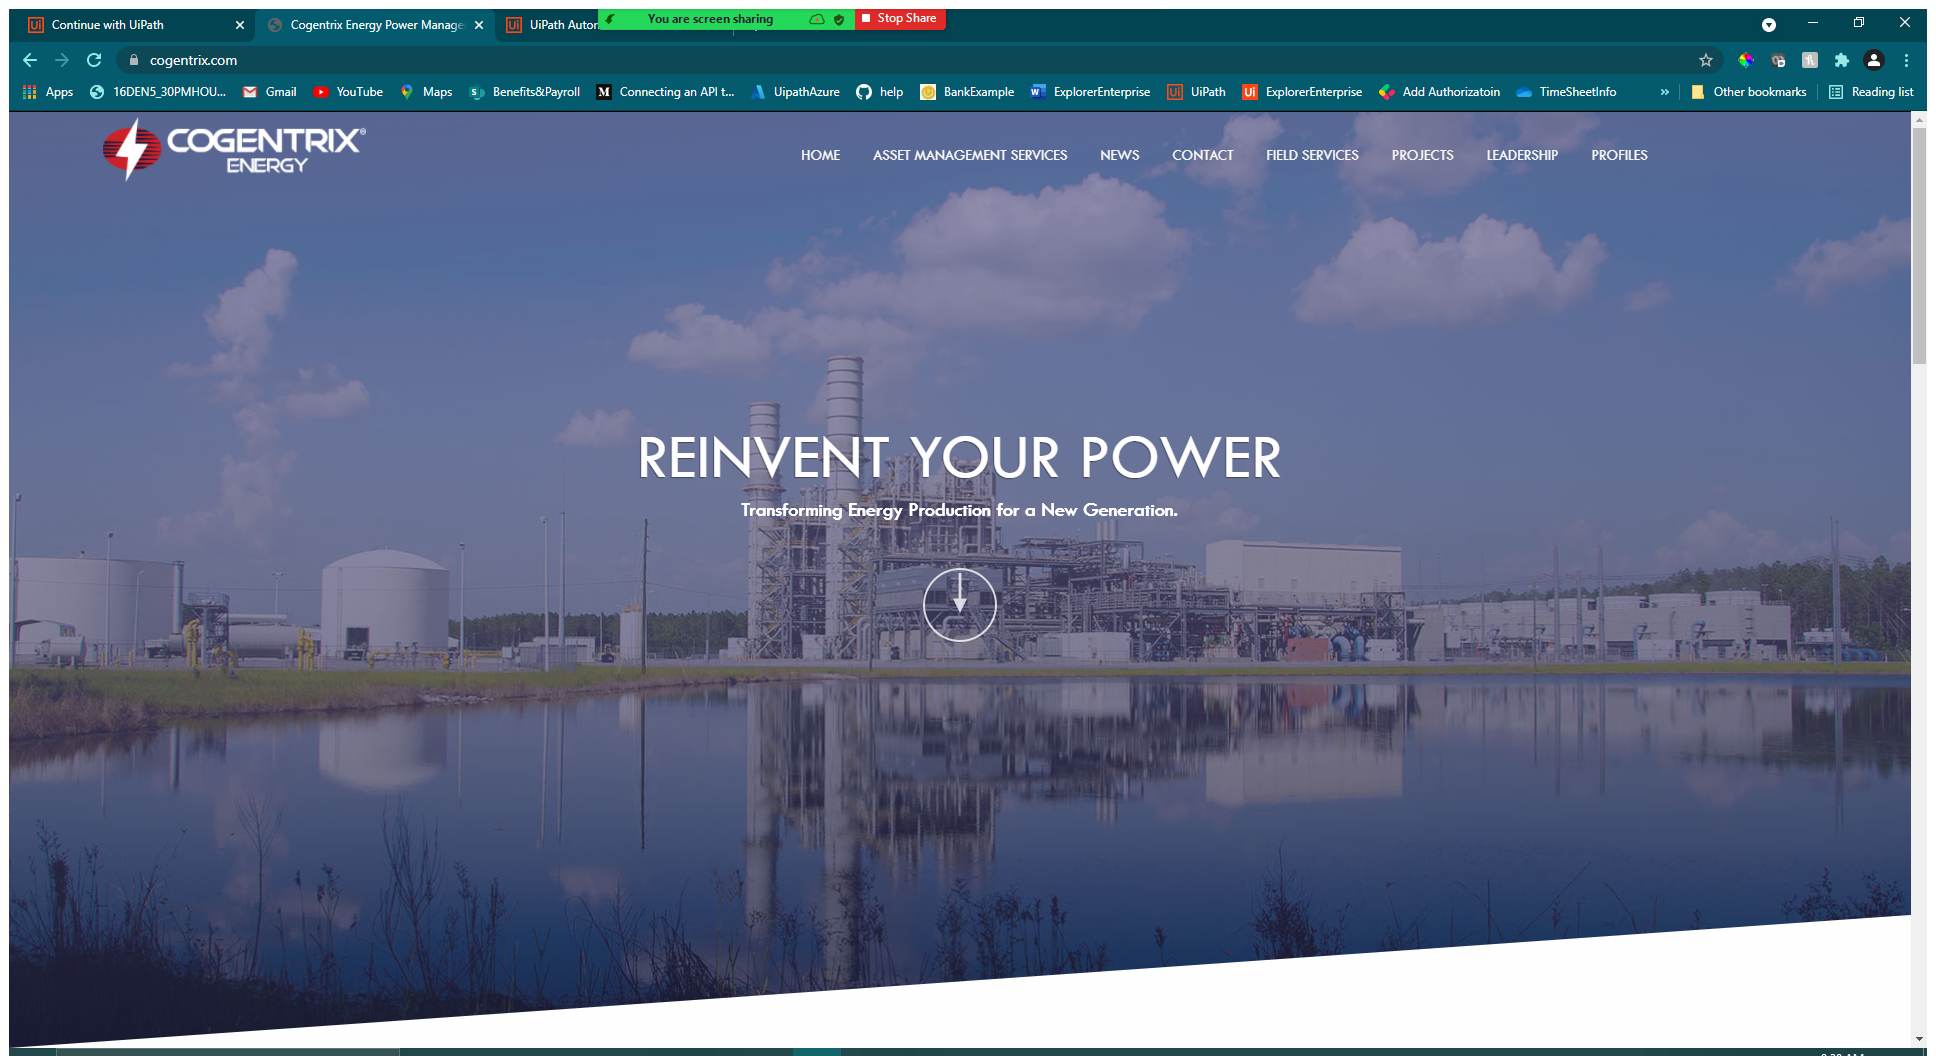 Continue with UiPath
Cogentrix Energy Power Manage
UiPath Autor
You are screen sharing
Stop Share
cogentrix.com
Apps
16DEN5_30PMHOU...
Gmail
YouTube
Maps
Benefits&Payroll
Connecting an API t...
UipathAzure
help
BankExample
ExplorerEnterprise
UiPath
ExplorerEnterprise
Add Authorizatoin
TimeSheetInfo
»
Other bookmarks
Reading list
COGENTRIX®
ENERGY
HOME
ASSET MANAGEMENT SERVICES
NEWS
CONTACT
FIELD SERVICES
PROJECTS
LEADERSHIP
PROFILES
REINVENT YOUR POWER
Transforming Energy Production for a New Generation.